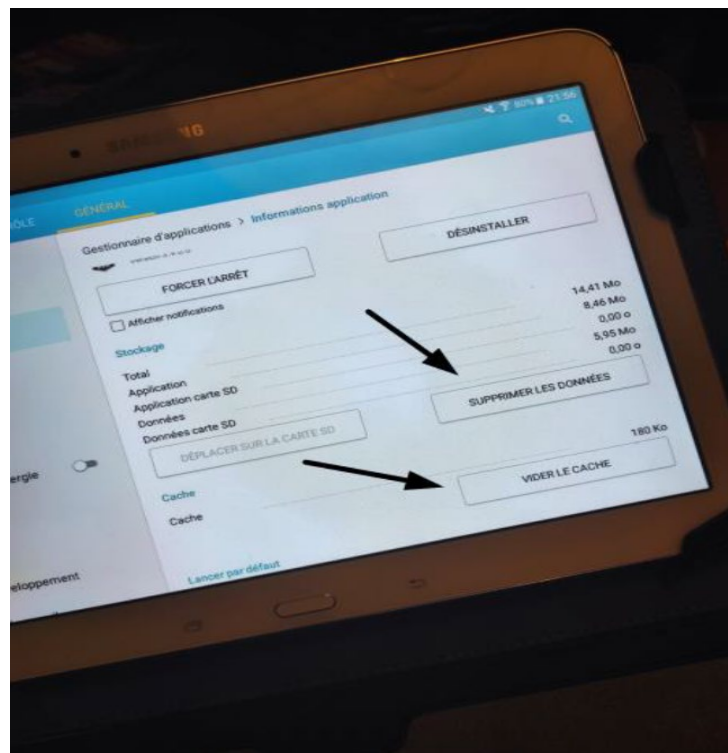 SAMSUNG
80% 21:56
RÔLE
GÉNÉRAL
Gestionnaire d'applications > Informations application
FORCER L'ARRÊT
DÉSINSTALLER
Afficher notifications
Stockage
Total 14,41 Mo
Application 8,46 Mo
Application carte SD 0,00 o
Données 5,95 Mo
Données carte SD 0,00 o
DÉPLACER SUR LA CARTE SD
SUPPRIMER LES DONNÉES
ergie
Cache
Cache 180 Ko
VIDER LE CACHE
eloppement
Lancer par défaut